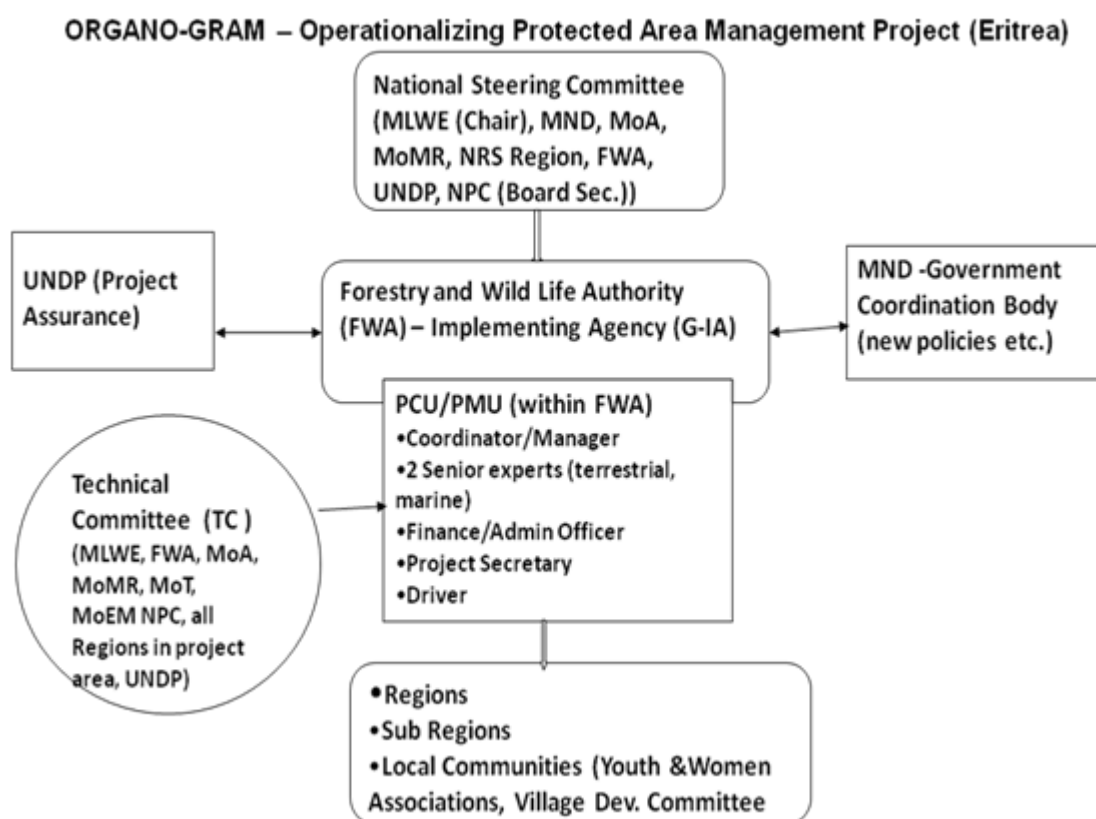 ORGANO-GRAM – Operationalizing Protected Area Management Project (Eritrea)
National Steering Committee
(MLWE (Chair), MND, MoA,
MoMR, NRS Region, FWA,
UNDP, NPC (Board Sec.))
UNDP (Project
Assurance)
Forestry and Wild Life Authority
(FWA) – Implementing Agency (G-IA)
MND -Government
Coordination Body
(new policies etc.)
PCU/PMU (within FWA)
•Coordinator/Manager
•2 Senior experts (terrestrial,
marine)
•Finance/Admin Officer
•Project Secretary
•Driver
Technical
Committee (TC )
(MLWE, FWA, MoA,
MoMR, MoT,
MoEM NPC, all
Regions in project
area, UNDP)
•Regions
•Sub Regions
•Local Communities (Youth &Women
Associations, Village Dev. Committee